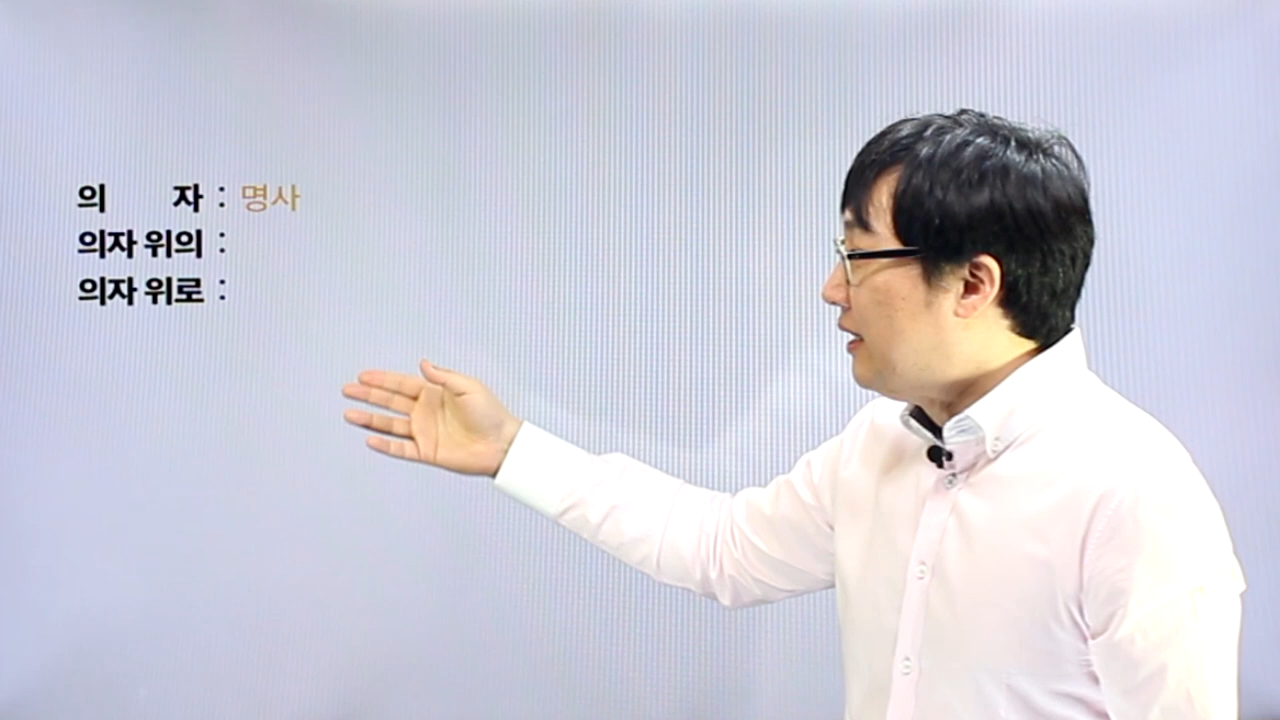 의 자 : 명사
의자 위의 :
의자 위로 :